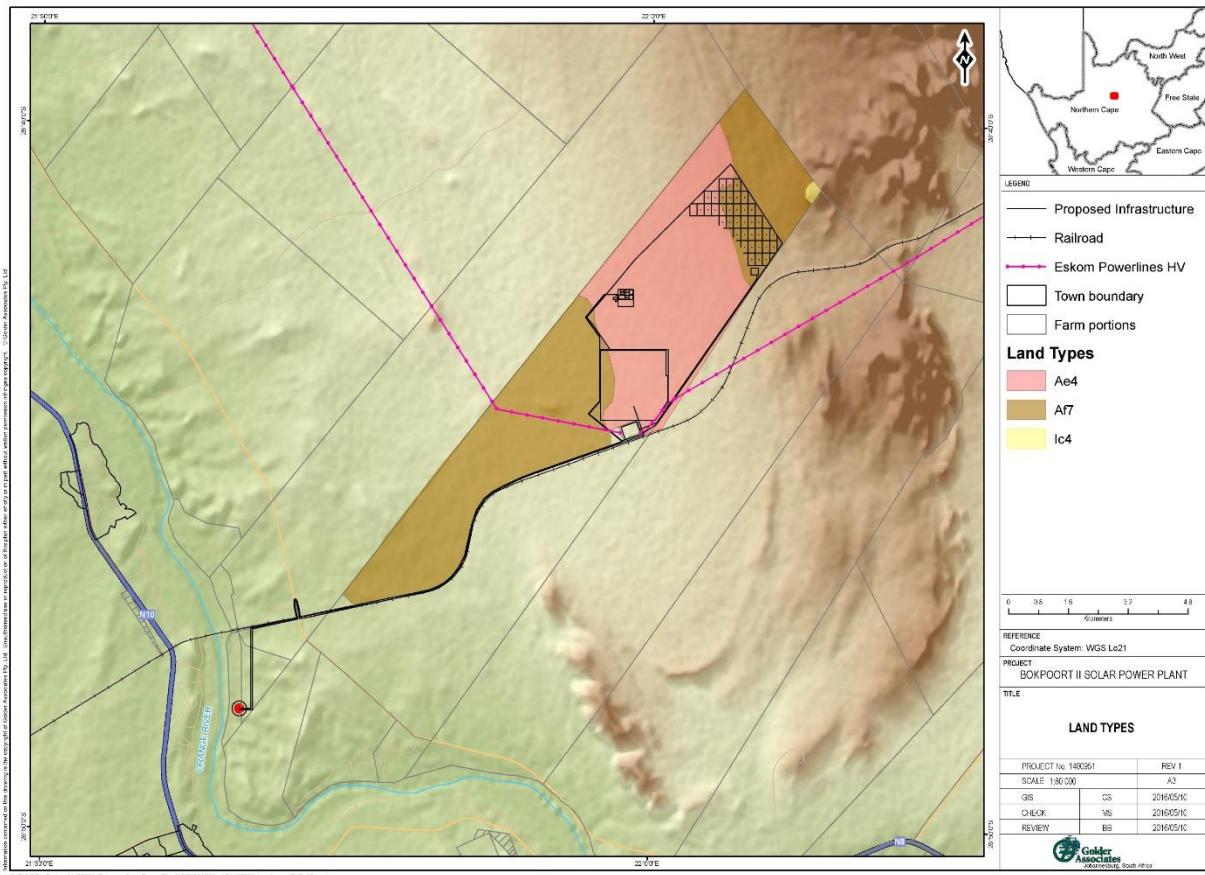 21°50'0"E
22°0'0"E
28°40'0"S
28°40'0"S
N
North West
Free State
Northern Cape
Eastern Cape
Western Cape
LEGEND
Proposed Infrastructure
Railroad
Eskom Powerlines HV
Town boundary
Farm portions
Land Types
Ae4
Af7
Ic4
N10
ORANGE RIVER
N8
0 0.8 1.6 3.2 4.8
Kilometers
REFERENCE
Coordinate System: WGS Lo21
PROJECT
BOKPOORT II SOLAR POWER PLANT
TITLE
LAND TYPES
PROJECT No. 1400951 REV 1
SCALE 1:60 000 A3
GIS CS 2016/05/10
CHECK MS 2016/05/10
REVIEW BB 2016/05/10
Golder
Associates
Johannesburg, South Africa
22°0'0"E